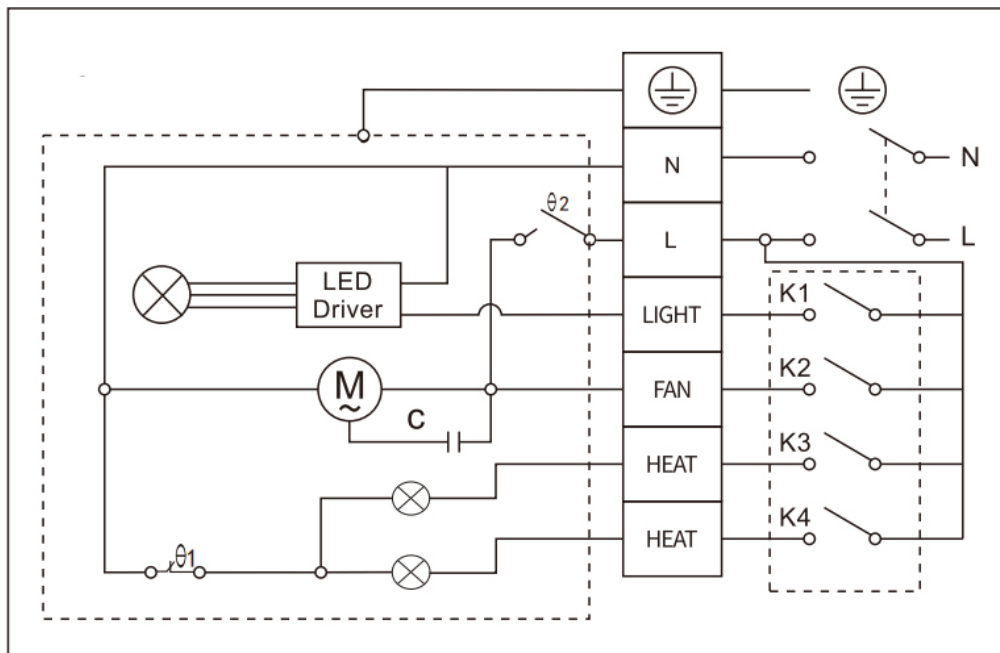 N
N
θ2
L
L
LED
Driver
LIGHT
K1
M
~
FAN
K2
C
HEAT
K3
HEAT
K4
θ1